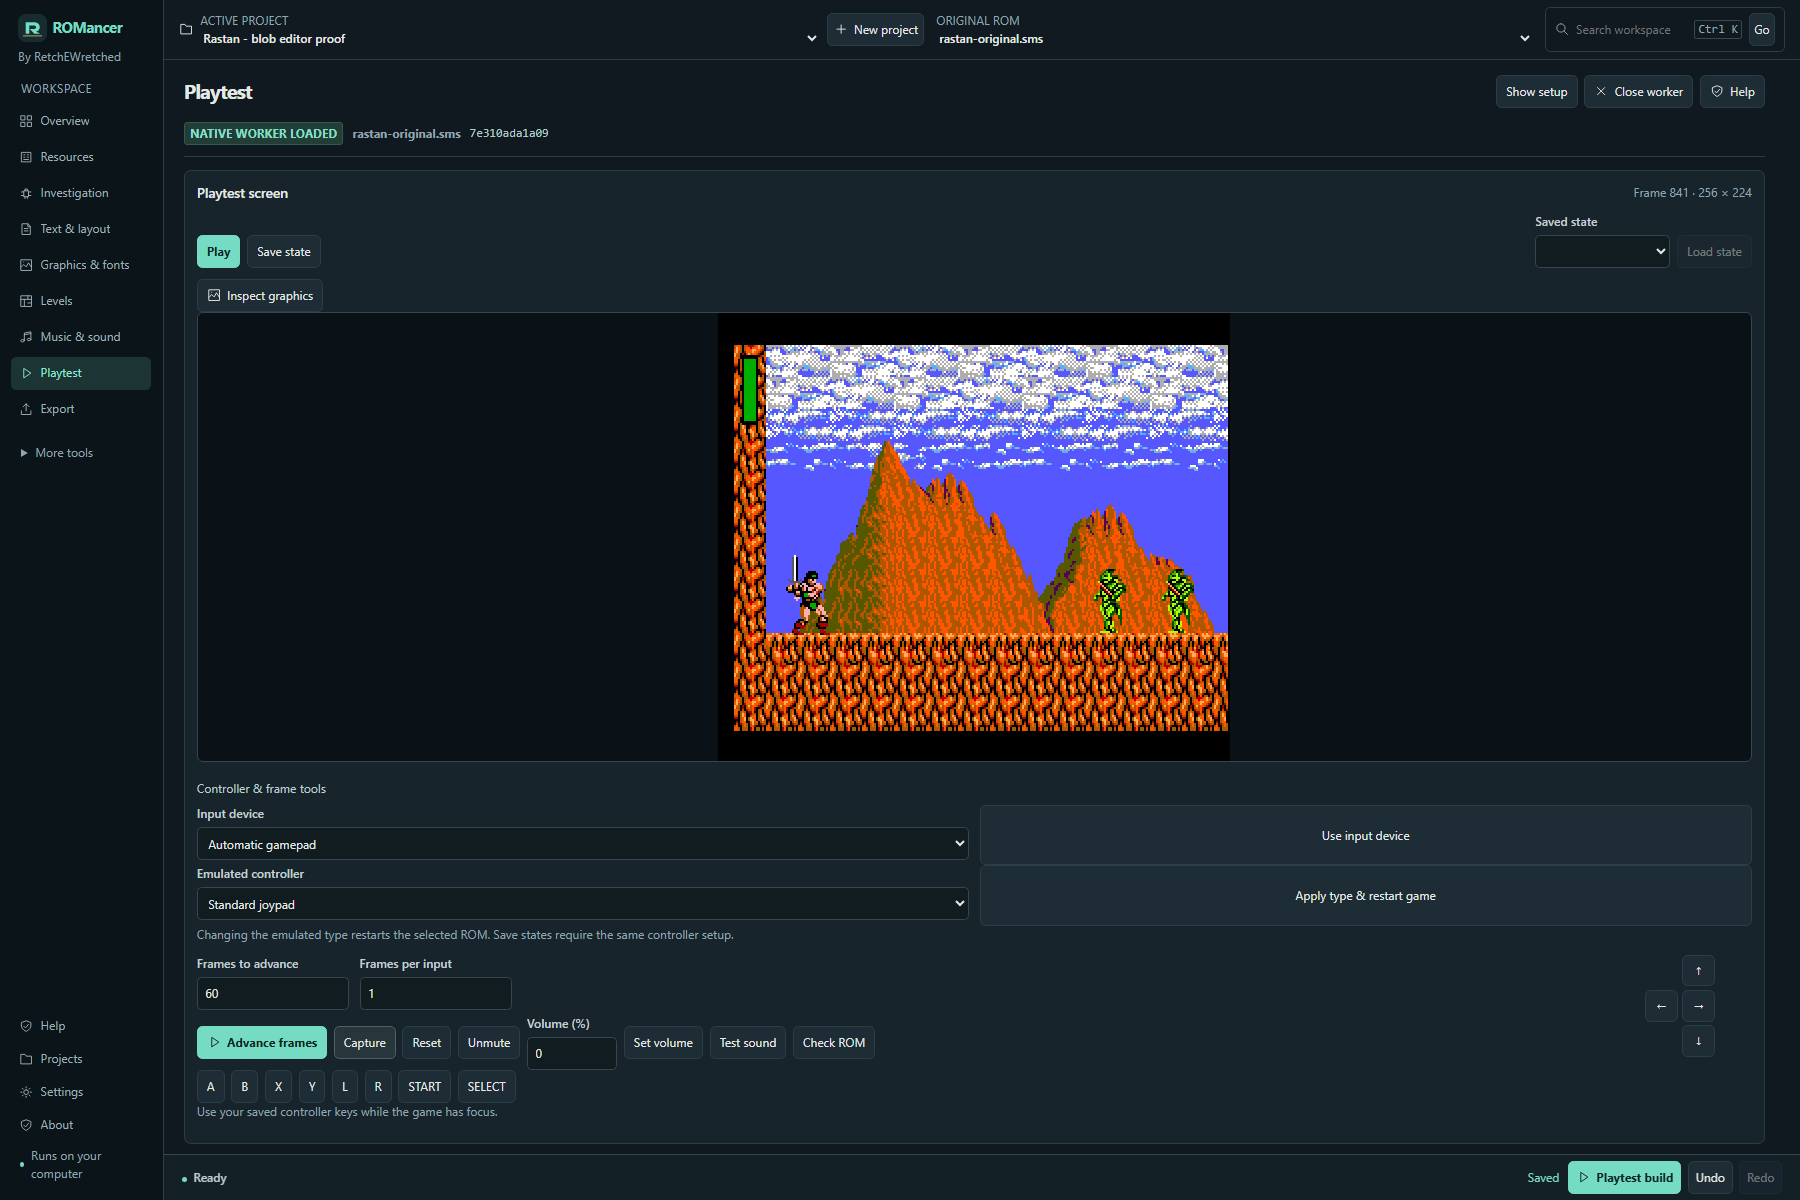 ROMancer
By RetchEWretched
WORKSPACE
Overview
Resources
Investigation
Text & layout
Graphics & fonts
Levels
Music & sound
Playtest
Export
More tools
Help
Projects
Settings
About
Runs on your
computer
ACTIVE PROJECT
Rastan - blob editor proof
New project
ORIGINAL ROM
rastan-original.sms
Search workspace
Ctrl K
Go
Playtest
Show setup
Close worker
Help
NATIVE WORKER LOADED rastan-original.sms 7e310ada1a09
Playtest screen
Frame 841 · 256 × 224
Saved state
Play
Save state
Load state
Inspect graphics
Controller & frame tools
Input device
Automatic gamepad
Use input device
Emulated controller
Standard joypad
Apply type & restart game
Changing the emulated type restarts the selected ROM. Save states require the same controller setup.
Frames to advance
Frames per input
60
1
↑
← →
↓
Volume (%)
Advance frames
Capture
Reset
Unmute
0
Set volume
Test sound
Check ROM
A B X Y L R START SELECT
Use your saved controller keys while the game has focus.
Ready
Saved
Playtest build
Undo
Redo